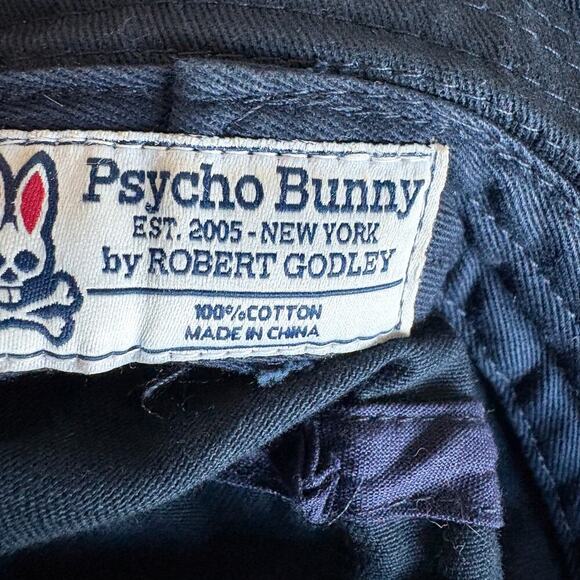 Psycho Bunny
EST. 2005 - NEW YORK
by ROBERT GODLEY
100% COTTON
MADE IN CHINA